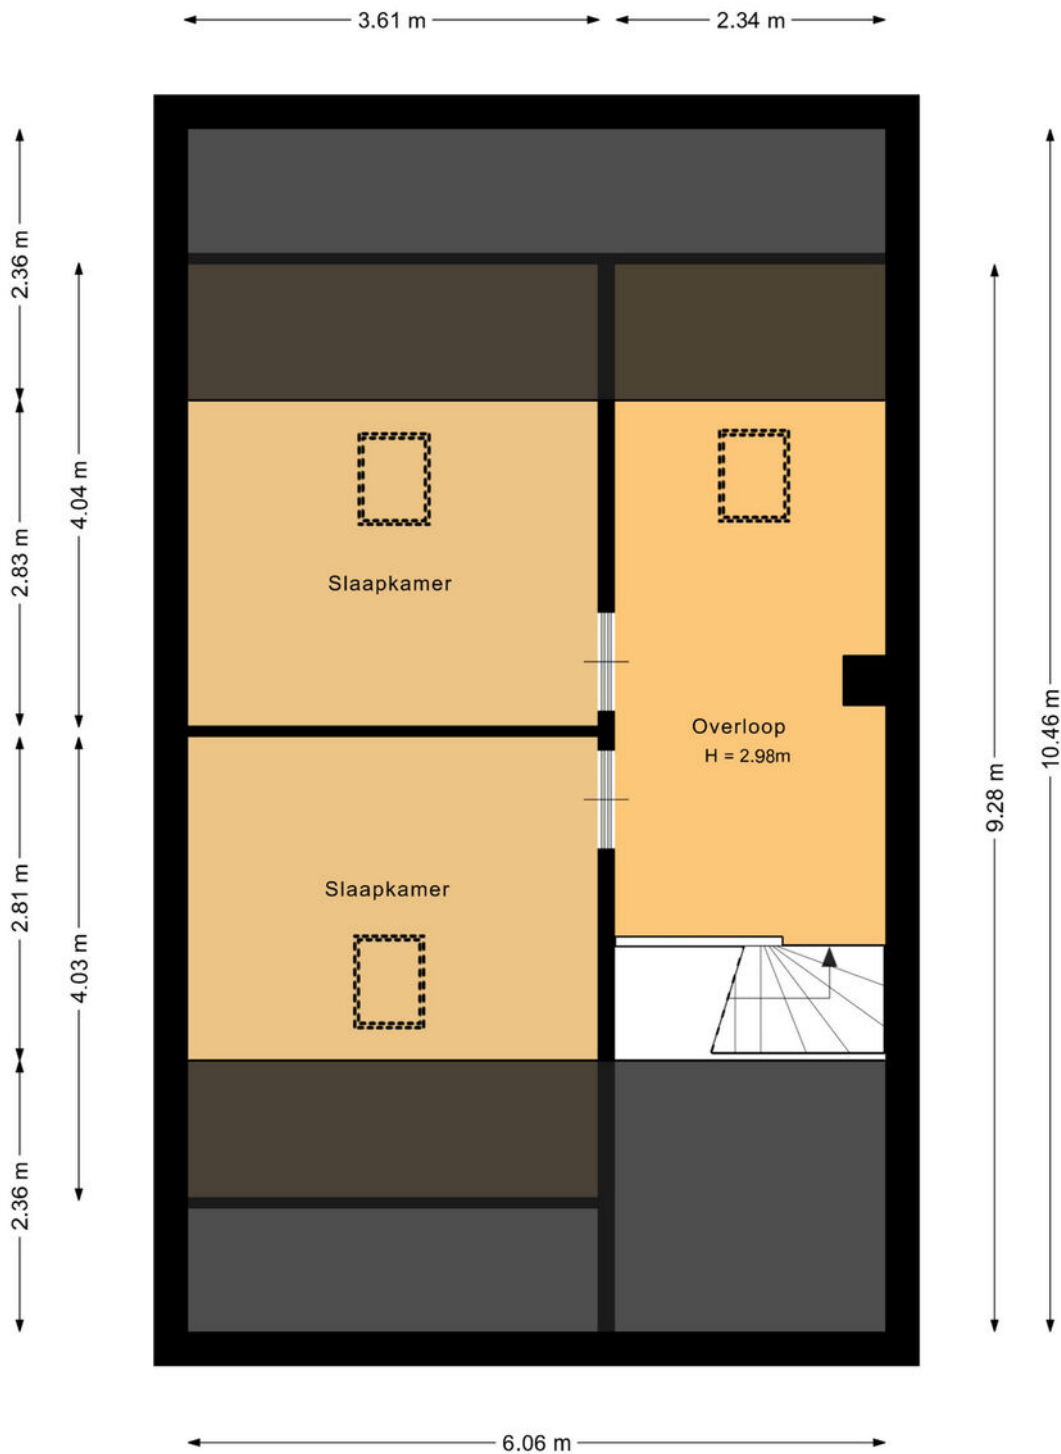 3.61 m
2.34 m
2.36 m
4.04 m
2.83 m
Slaapkamer
Overloop
H = 2.98m
10.46 m
9.28 m
2.81 m
Slaapkamer
4.03 m
2.36 m
6.06 m